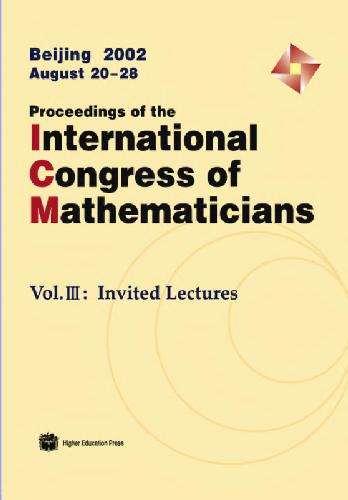 Beijing 2002
August 20–28
Proceedings of the
International
Congress of
Mathematicians
Vol.Ⅲ: Invited Lectures
Higher Education Press